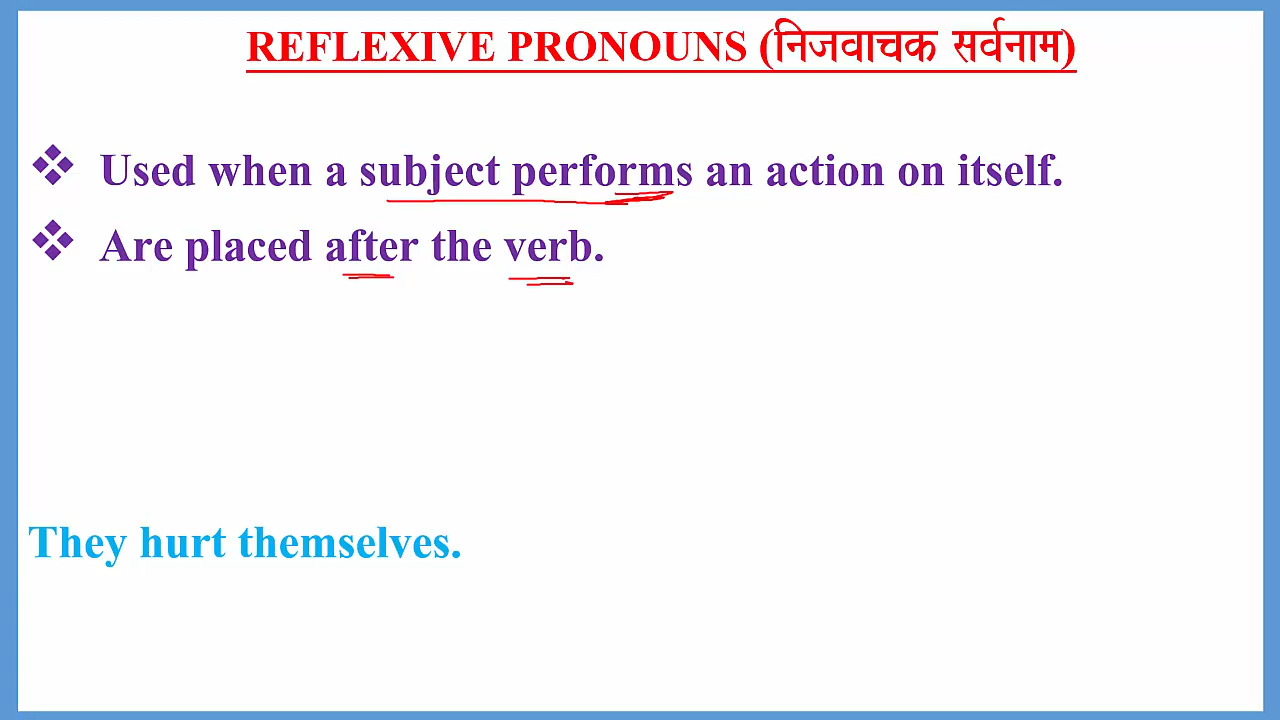 REFLEXIVE PRONOUNS (निजवाचक सर्वनाम)
Used when a subject performs an action on itself.
Are placed after the verb.
They hurt themselves.